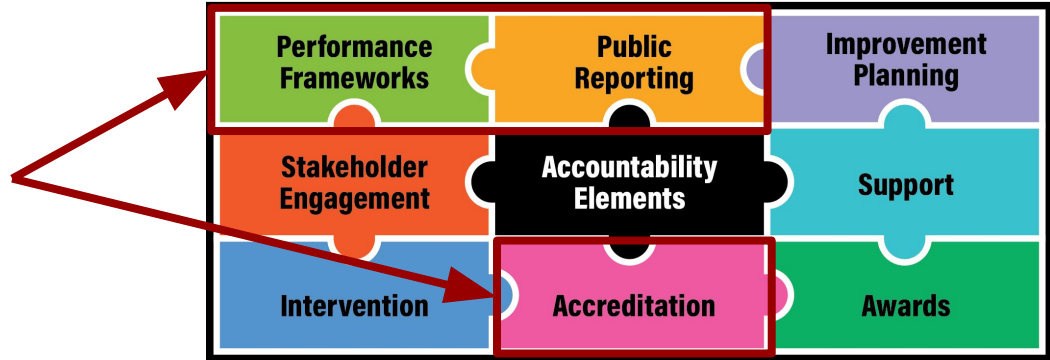 Performance
Frameworks
Public
Reporting
Improvement
Planning
Stakeholder
Engagement
Accountability
Elements
Support
Intervention
Accreditation
Awards